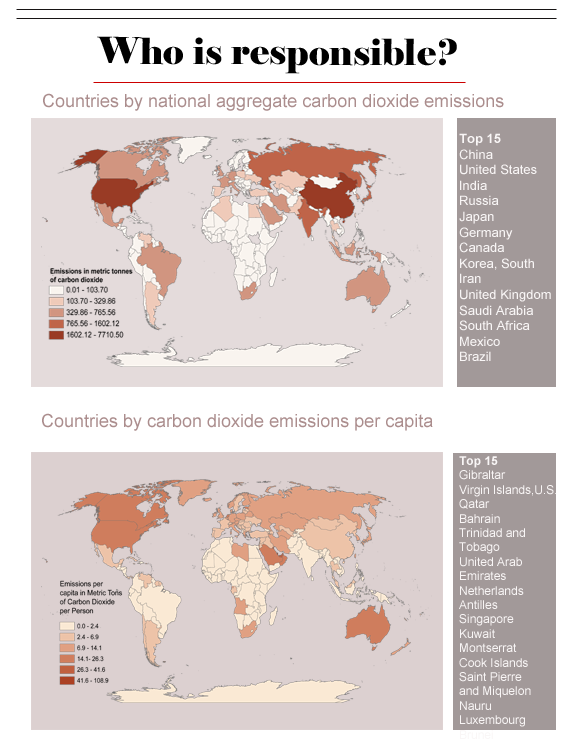 Who is responsible?
Countries by national aggregate carbon dioxide emissions
Emissions in metric tonnes
of carbon dioxide
0.01 - 103.70
103.70 - 329.86
329.86 - 765.56
765.56 - 1602.12
1602.12 - 7710.50
Top 15
China
United States
India
Russia
Japan
Germany
Canada
Korea, South
Iran
United Kingdom
Saudi Arabia
South Africa
Mexico
Brazil
Countries by carbon dioxide emissions per capita
Emissions per
capita in Metric Tons
of Carbon Dioxide
per Person
0.0 - 2.4
2.4 - 6.9
6.9 - 14.1
14.1 - 26.3
26.3 - 41.6
41.6 - 108.9
Top 15
Gibraltar
Virgin Islands,U.S.
Qatar
Bahrain
Trinidad and
Tobago
United Arab
Emirates
Netherlands
Antilles
Singapore
Kuwait
Montserrat
Cook Islands
Saint Pierre
and Miquelon
Nauru
Luxembourg